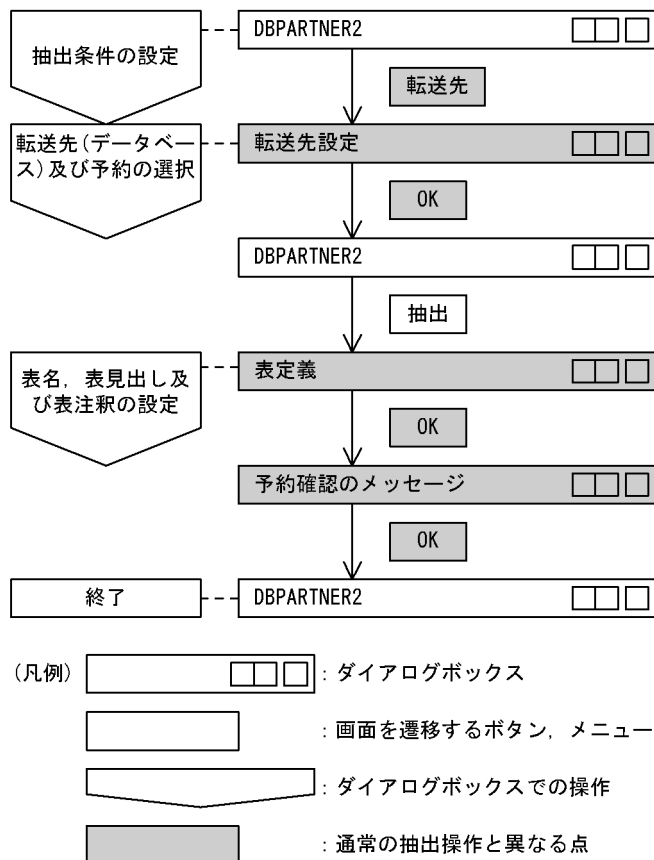 抽出条件の設定
DBPARTNER2
転送先
転送先(データベー
ス)及び予約の選択
転送先設定
OK
DBPARTNER2
抽出
表名，表見出し及
び表注釈の設定
表定義
OK
予約確認のメッセージ
OK
終了
DBPARTNER2
(凡例)
：ダイアログボックス
：画面を遷移するボタン，メニュー
：ダイアログボックスでの操作
：通常の抽出操作と異なる点